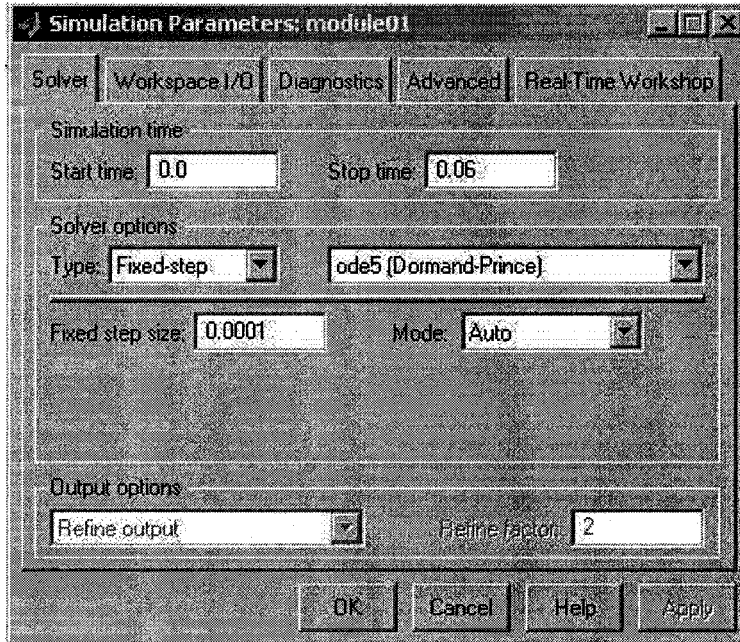 Simulation Parameters: module01
Solver Workspace I/O Diagnostics Advanced Real-Time Workshop
Simulation time
Start time: 0.0 Stop time: 0.06
Solver options
Type: Fixed-step ode5 (Dormand-Prince)
Fixed step size: 0.0001 Mode: Auto
Output options
Refine output Refine factor: 2
OK Cancel Help Apply